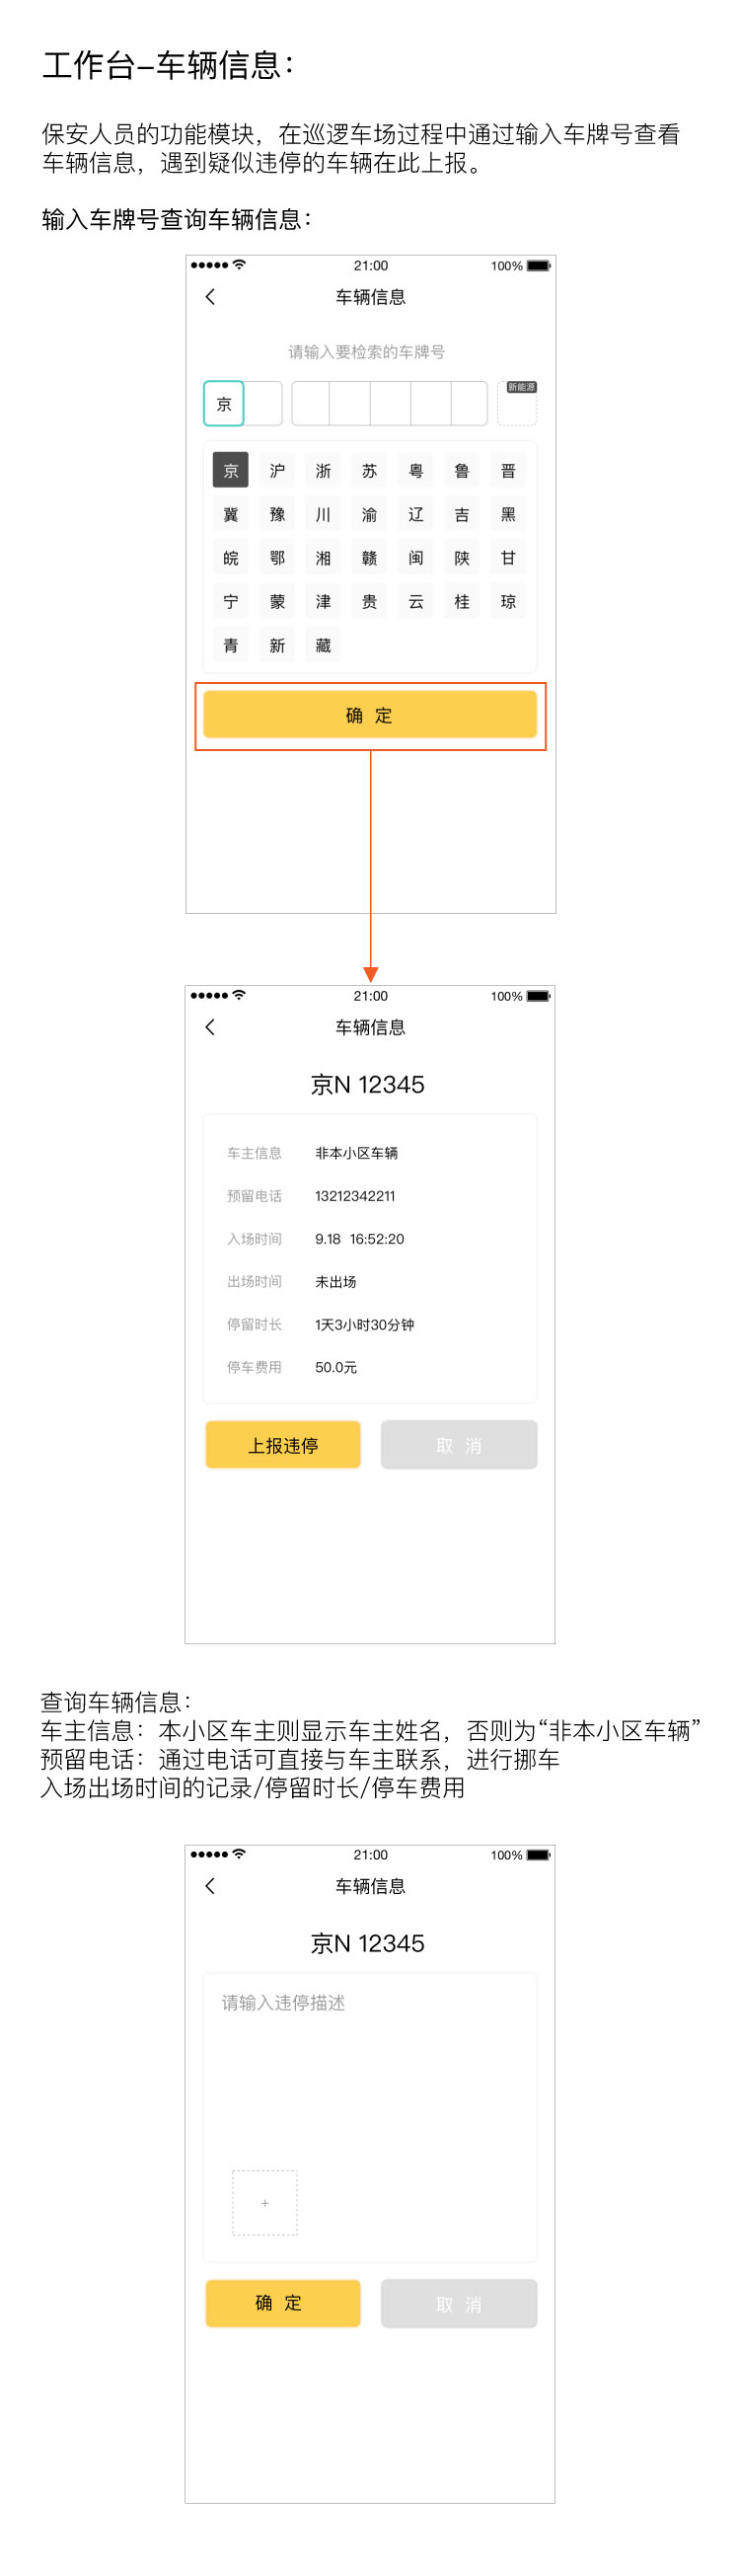 工作台-车辆信息：
保安人员的功能模块，在巡逻车场过程中通过输入车牌号查看
车辆信息，遇到疑似违停的车辆在此上报。
输入车牌号查询车辆信息：
21:00 100%
车辆信息
请输入要检索的车牌号
京 新能源
京 沪 浙 苏 粤 鲁 晋
冀 豫 川 渝 辽 吉 黑
皖 鄂 湘 赣 闽 陕 甘
宁 蒙 津 贵 云 桂 琼
青 新 藏
确 定
21:00 100%
车辆信息
京N 12345
车主信息 非本小区车辆
预留电话 13212342211
入场时间 9.18 16:52:20
出场时间 未出场
停留时长 1天3小时30分钟
停车费用 50.0元
上报违停 取 消
查询车辆信息：
车主信息：本小区车主则显示车主姓名，否则为“非本小区车辆”
预留电话：通过电话可直接与车主联系，进行挪车
入场出场时间的记录/停留时长/停车费用
21:00 100%
车辆信息
京N 12345
请输入违停描述
+
确 定 取 消